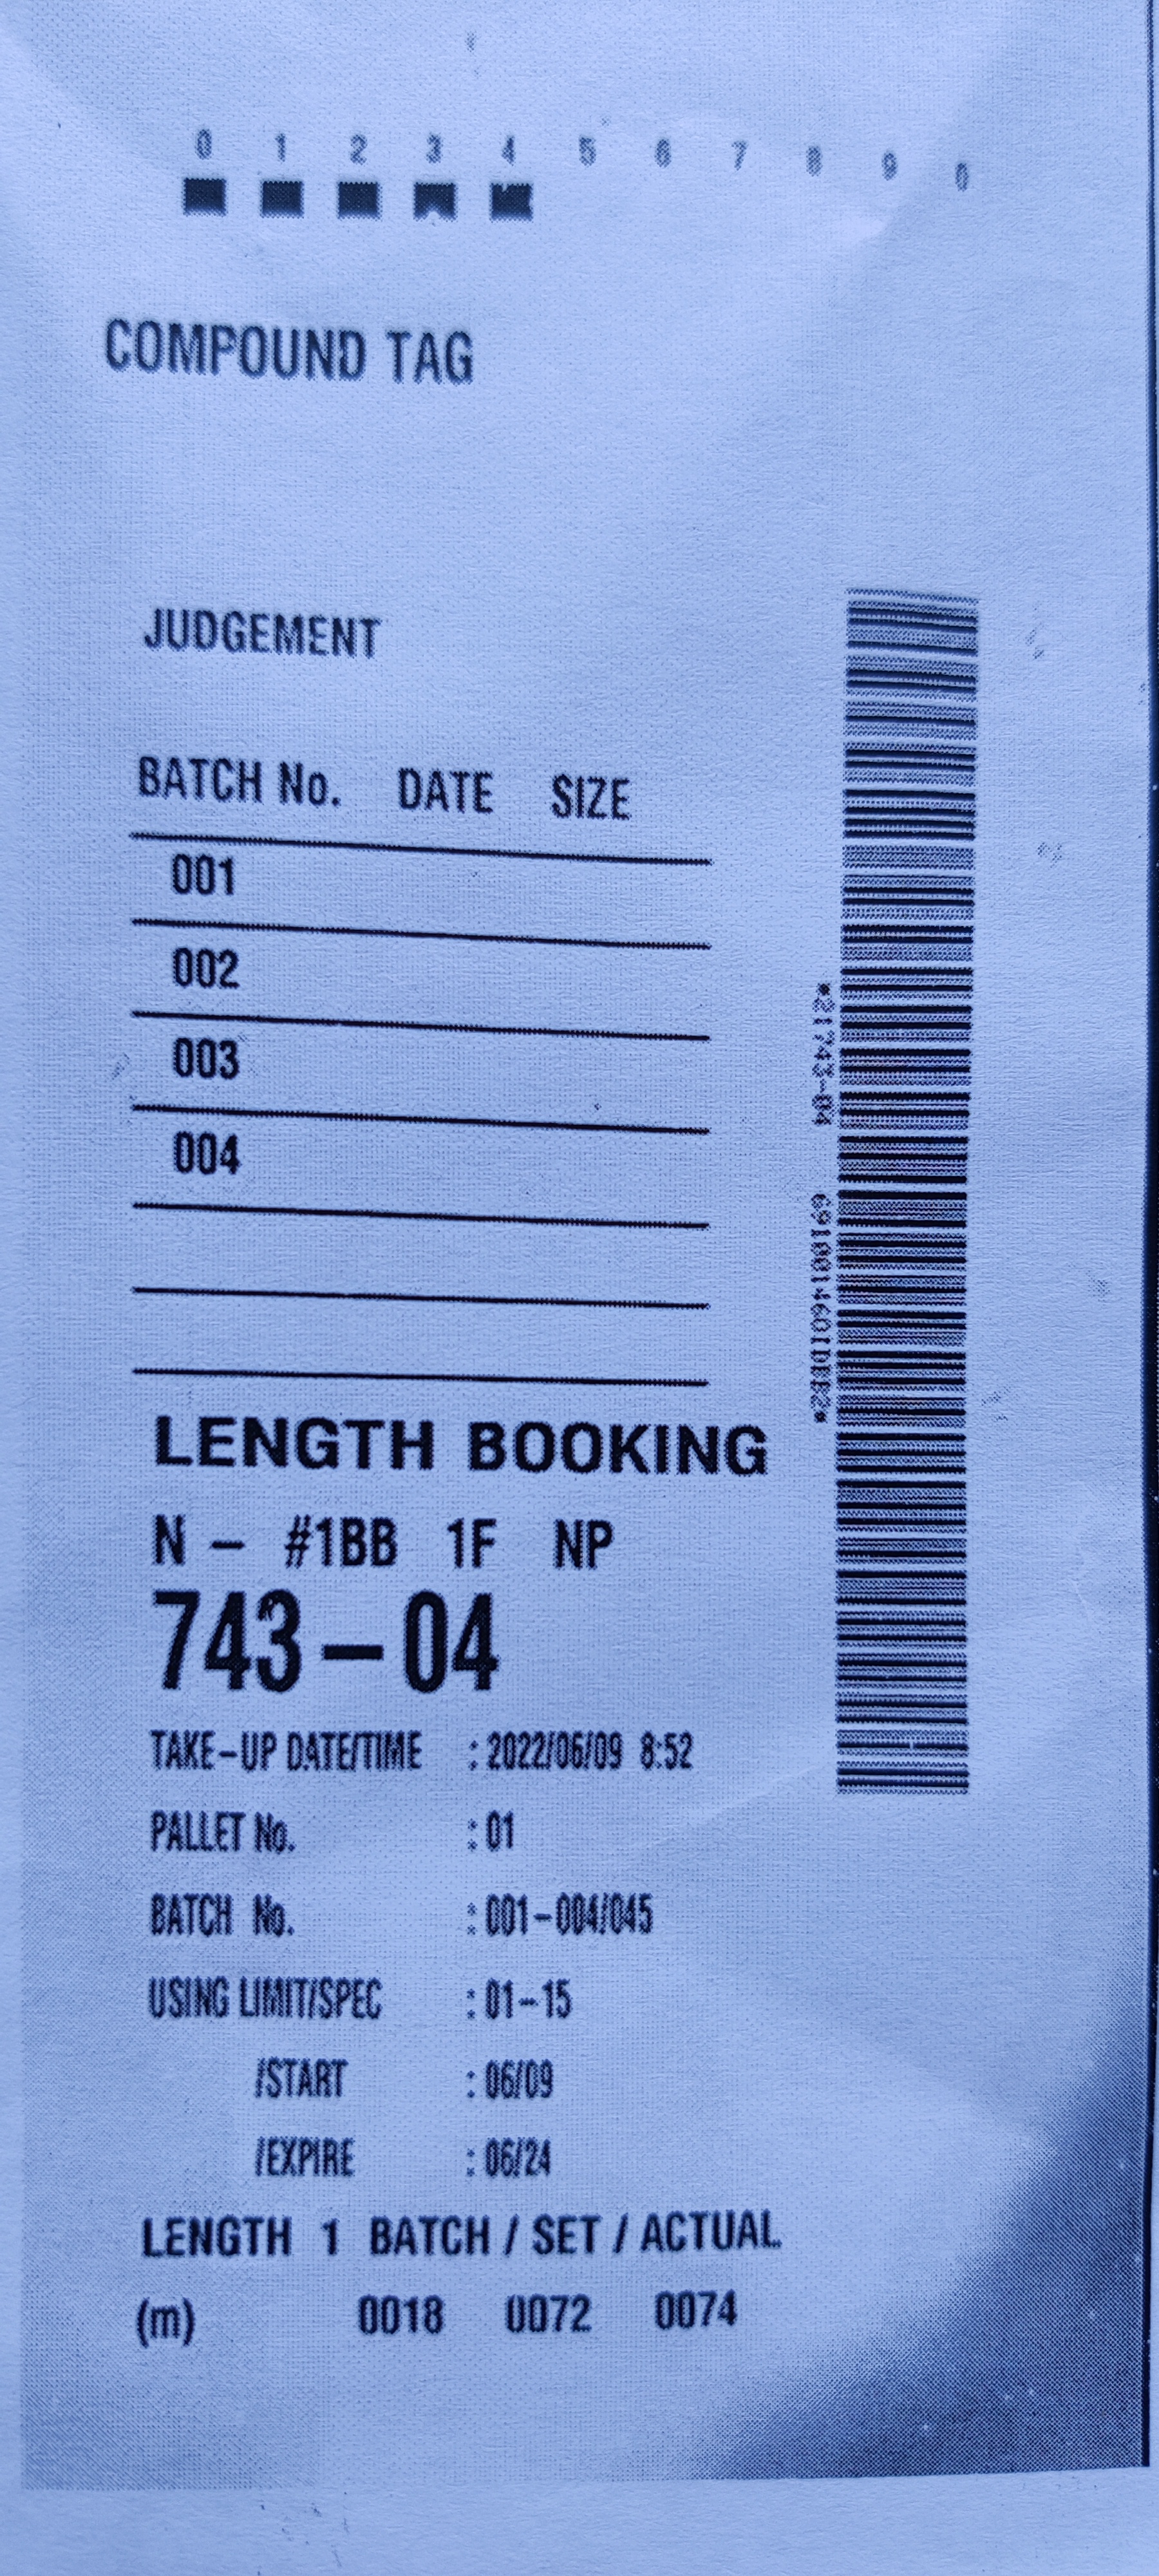 0 1 2 3 4 5 6 7 8 9 0
COMPOUND TAG
JUDGEMENT
BATCH No. DATE SIZE
001
002
003
004
*21743-04
LENGTH BOOKING
N - #1BB 1F NP
743-04
TAKE-UP DATE/TIME : 2022/06/09 8:52
PALLET No. : 01
BATCH No. : 001-004/045
USING LIMIT/SPEC : 01-15
/START : 06/09
/EXPIRE : 06/24
LENGTH 1 BATCH / SET / ACTUAL
(m) 0018 0072 0074